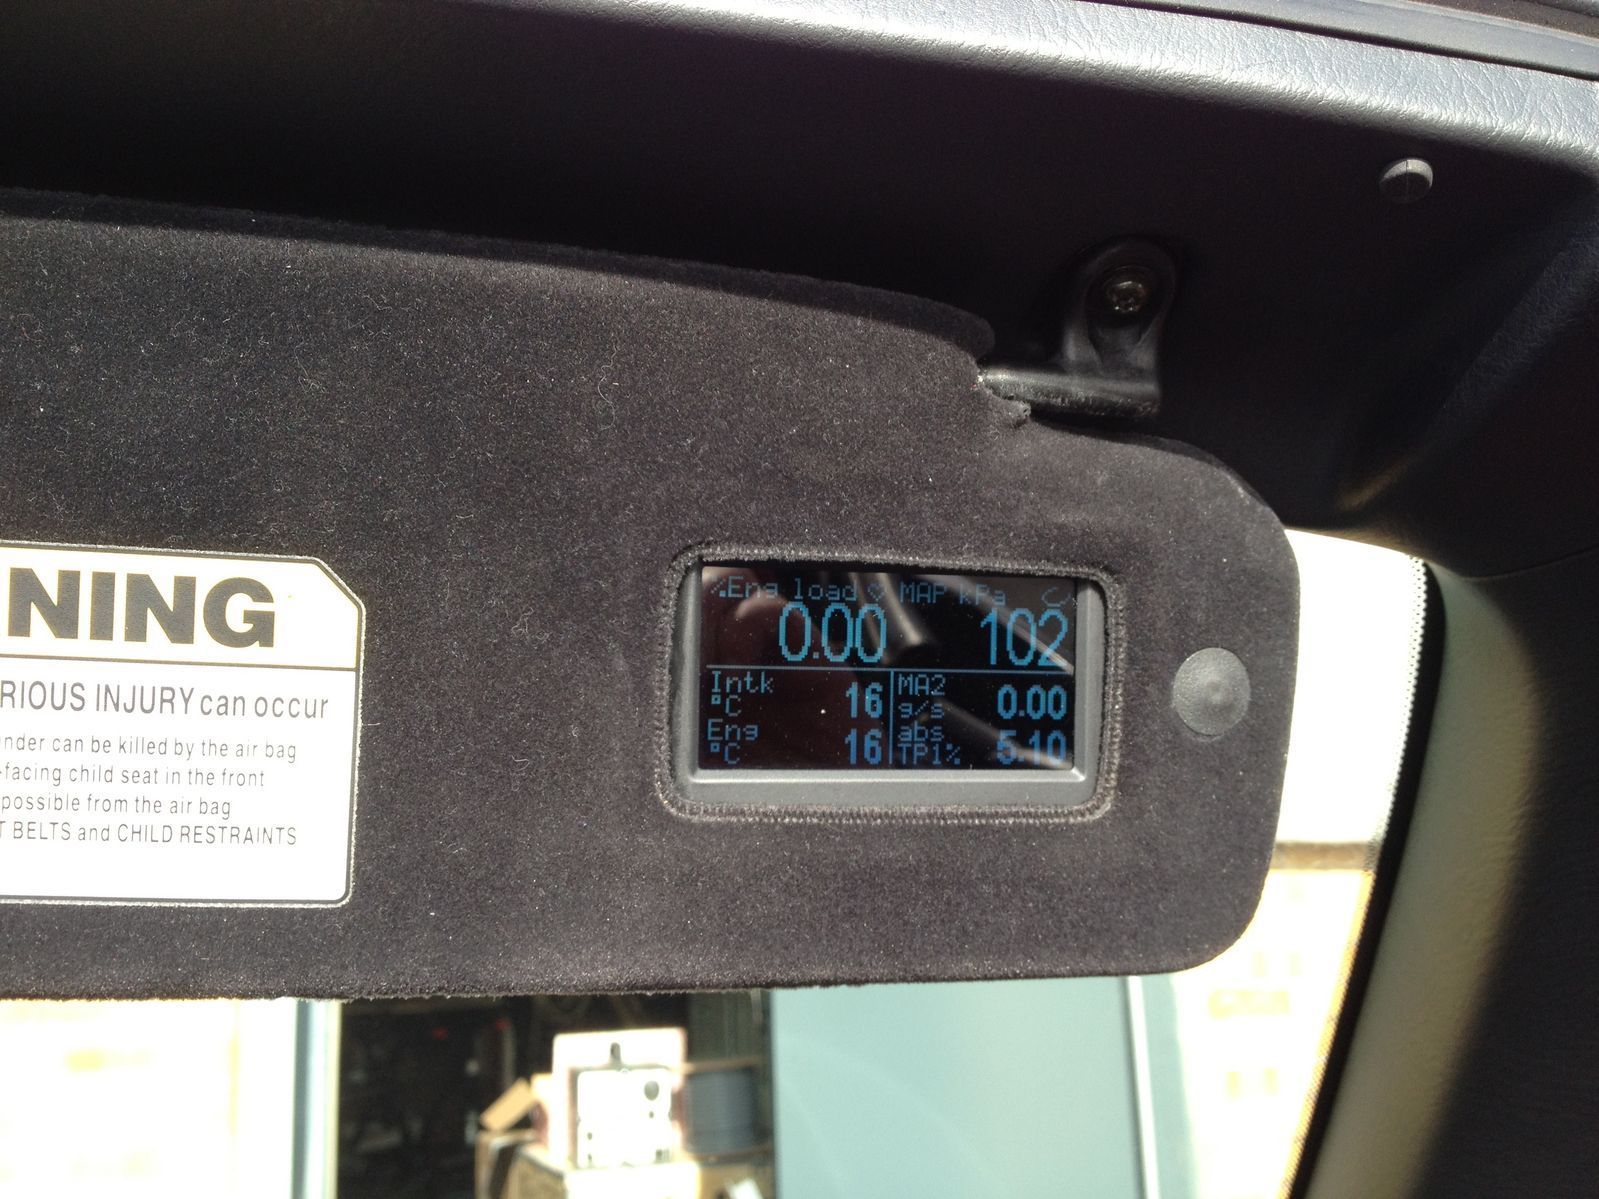 NING
RIOUS INJURY can occur
nder can be killed by the air bag
-facing child seat in the front
possible from the air bag
T BELTS and CHILD RESTRAINTS
%Eng load MAP kPa
0.00 102
Intk
°C 16
MA2
g/s 0.00
Eng
°C 16
abs
TP1% 5.10